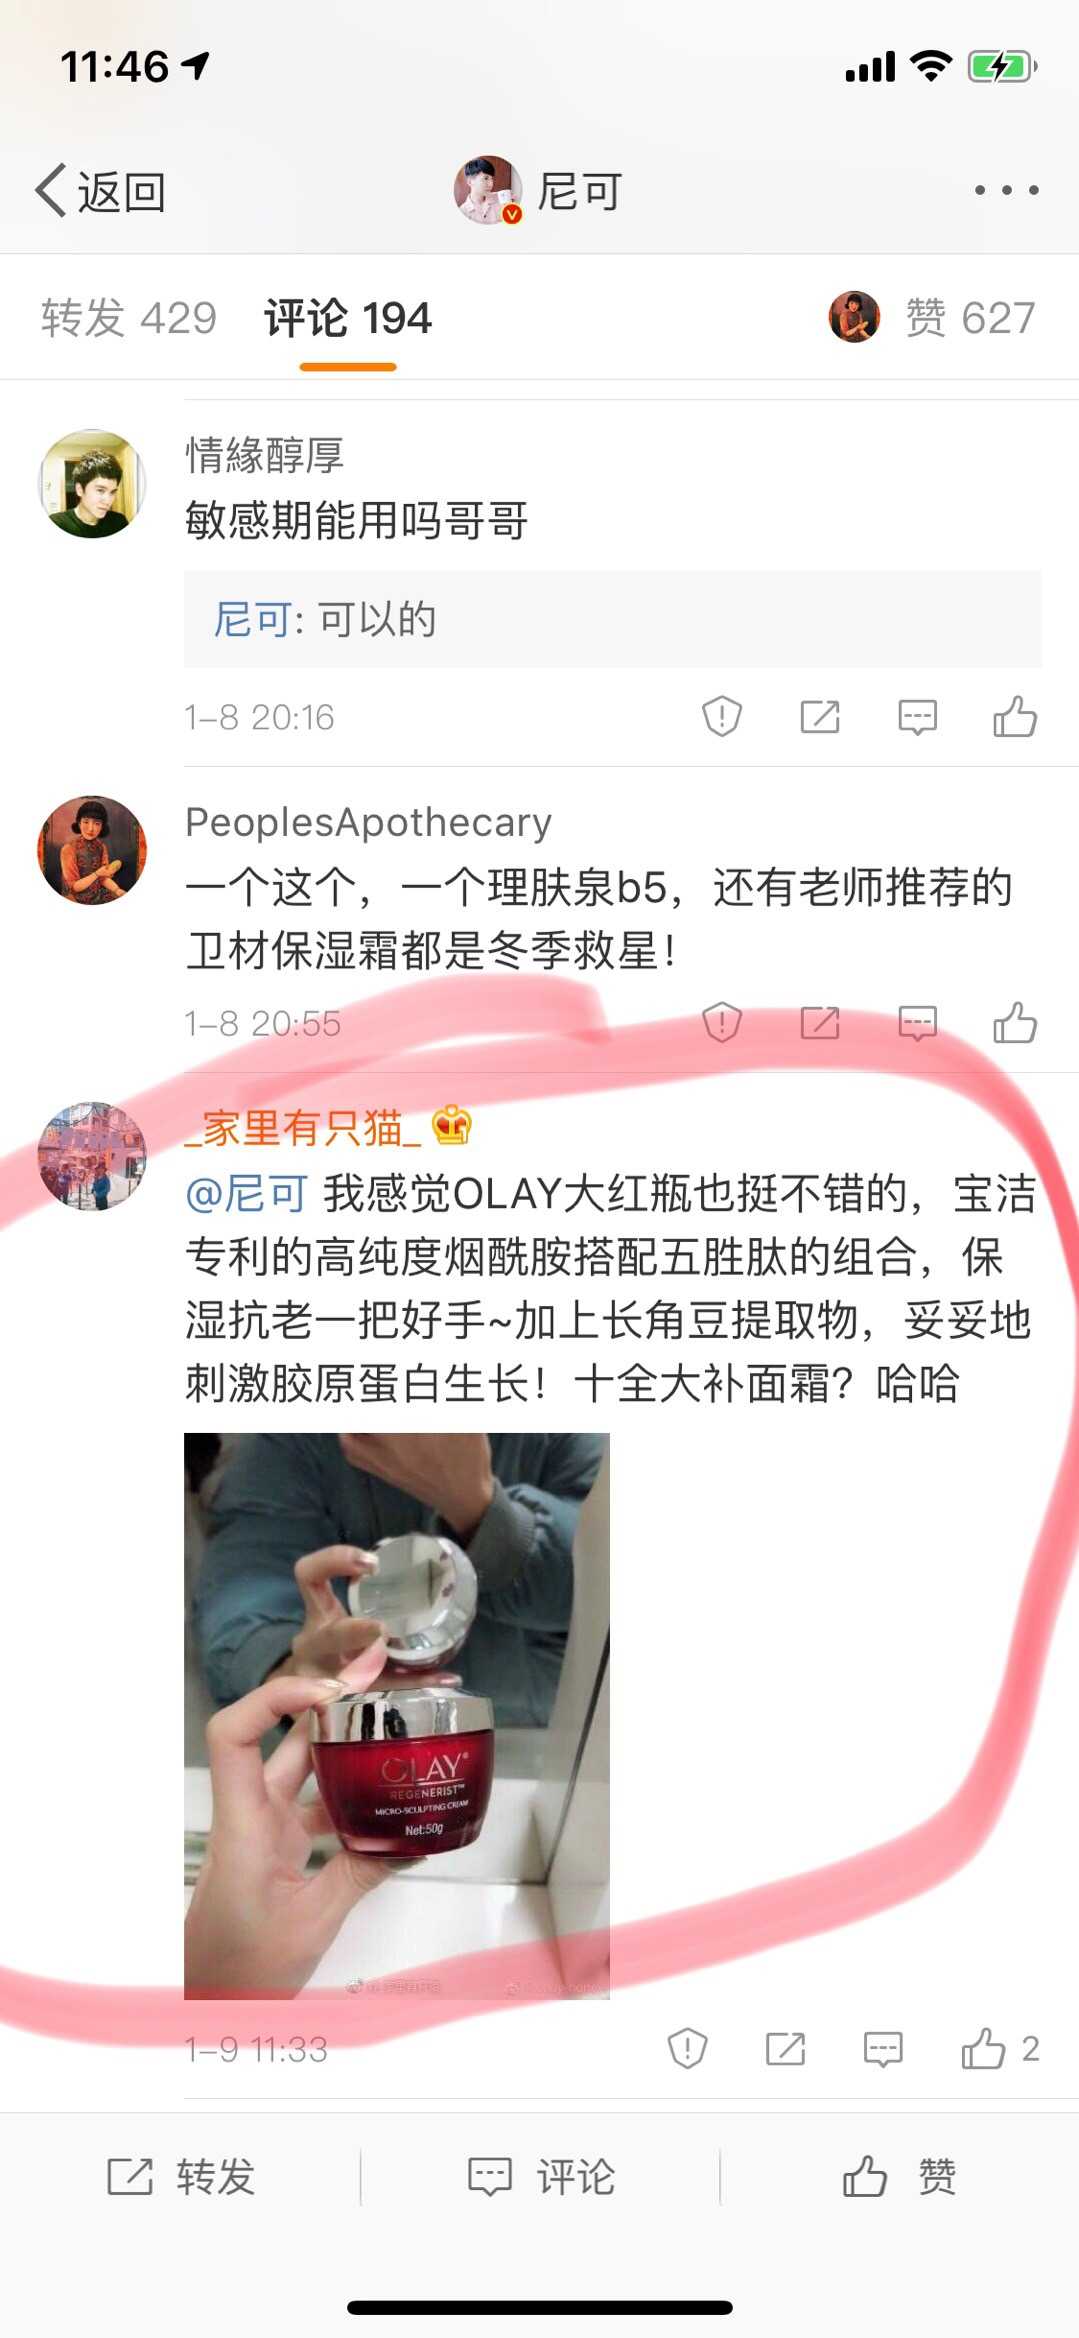 11:46
返回
尼可
转发 429 评论 194 赞 627
情緣醇厚
敏感期能用吗哥哥
尼可: 可以的
1-8 20:16
PeoplesApothecary
一个这个，一个理肤泉b5，还有老师推荐的
卫材保湿霜都是冬季救星！
1-8 20:55
_家里有只猫_
@尼可 我感觉OLAY大红瓶也挺不错的，宝洁
专利的高纯度烟酰胺搭配五胜肽的组合，保
湿抗老一把好手~加上长角豆提取物，妥妥地
刺激胶原蛋白生长！十全大补面霜？哈哈
OLAY
REGENERIST™
MICRO-SCULPTING CREAM
Net:50g
1-9 11:33
2
转发 评论 赞